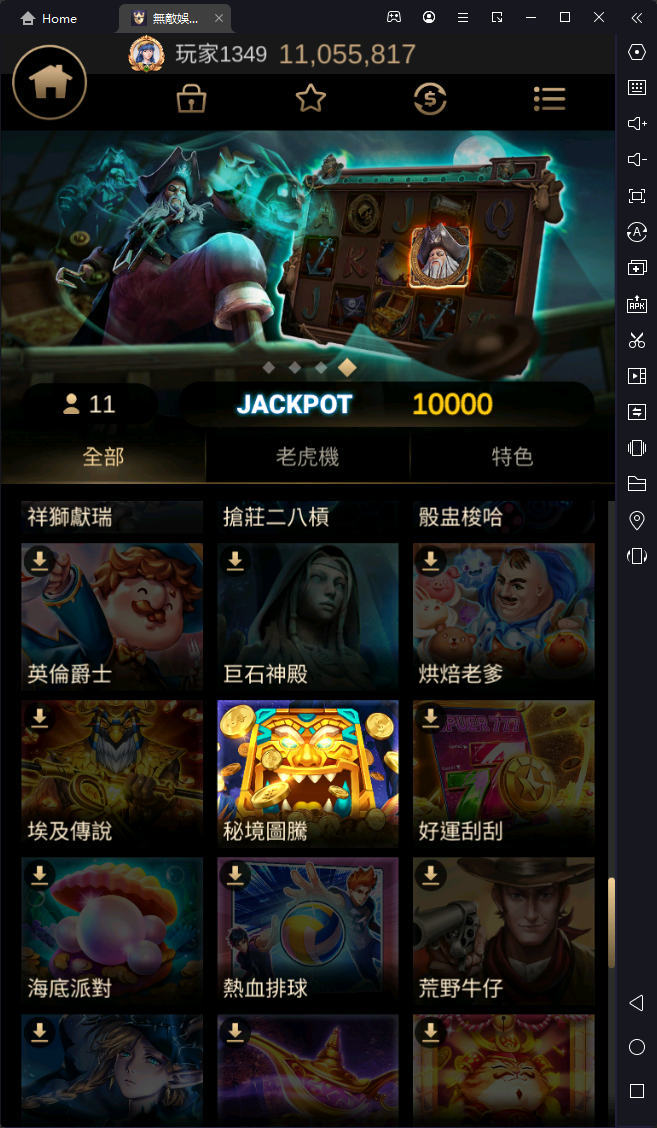 Home
無敵娛...
玩家1349 11,055,817
11
JACKPOT 10000
全部 老虎機 特色
祥獅獻瑞 搶莊二八槓 骰盅梭哈
英倫爵士 巨石神殿 烘焙老爹
埃及傳說 秘境圖騰 好運刮刮
海底派對 熱血排球 荒野牛仔